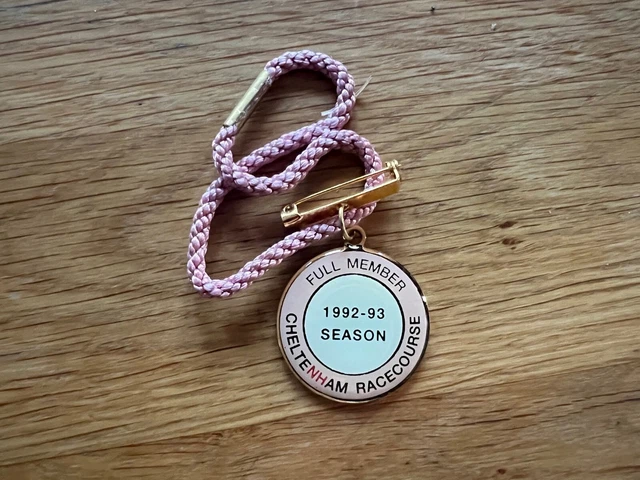 FULL MEMBER
1992-93
SEASON
CHELTENHAM RACECOURSE